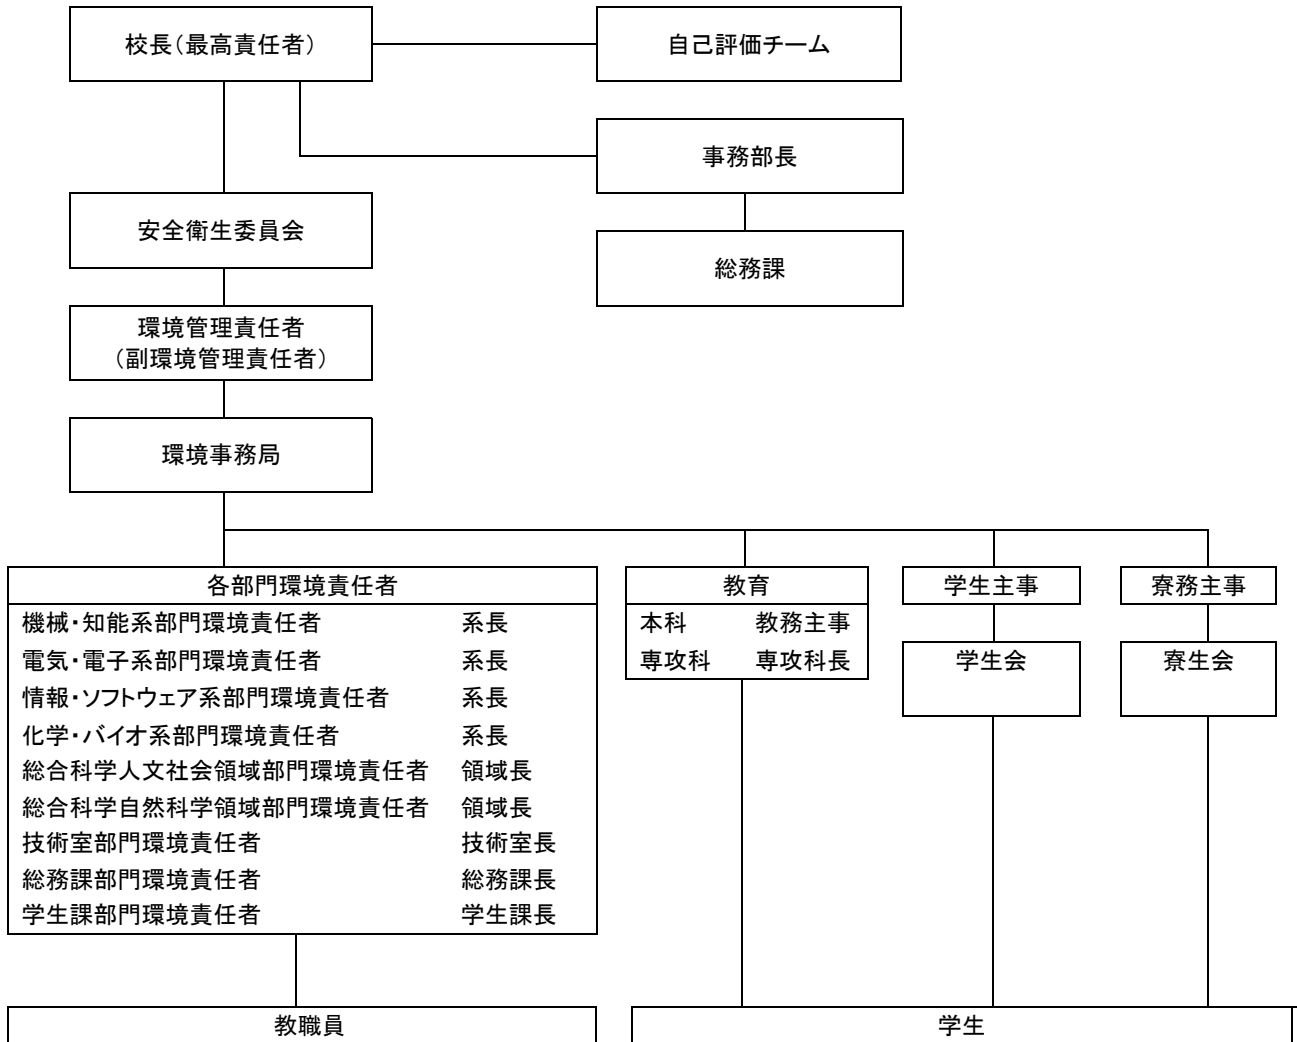 校長（最高責任者）
自己評価チーム
事務部長
安全衛生委員会
総務課
環境管理責任者
（副環境管理責任者）
環境事務局
各部門環境責任者
機械・知能系部門環境責任者 系長
電気・電子系部門環境責任者 系長
情報・ソフトウェア系部門環境責任者 系長
化学・バイオ系部門環境責任者 系長
総合科学人文社会領域部門環境責任者 領域長
総合科学自然科学領域部門環境責任者 領域長
技術室部門環境責任者 技術室長
総務課部門環境責任者 総務課長
学生課部門環境責任者 学生課長
教育
本科 教務主事
専攻科 専攻科長
学生主事
学生会
寮務主事
寮生会
教職員
学生